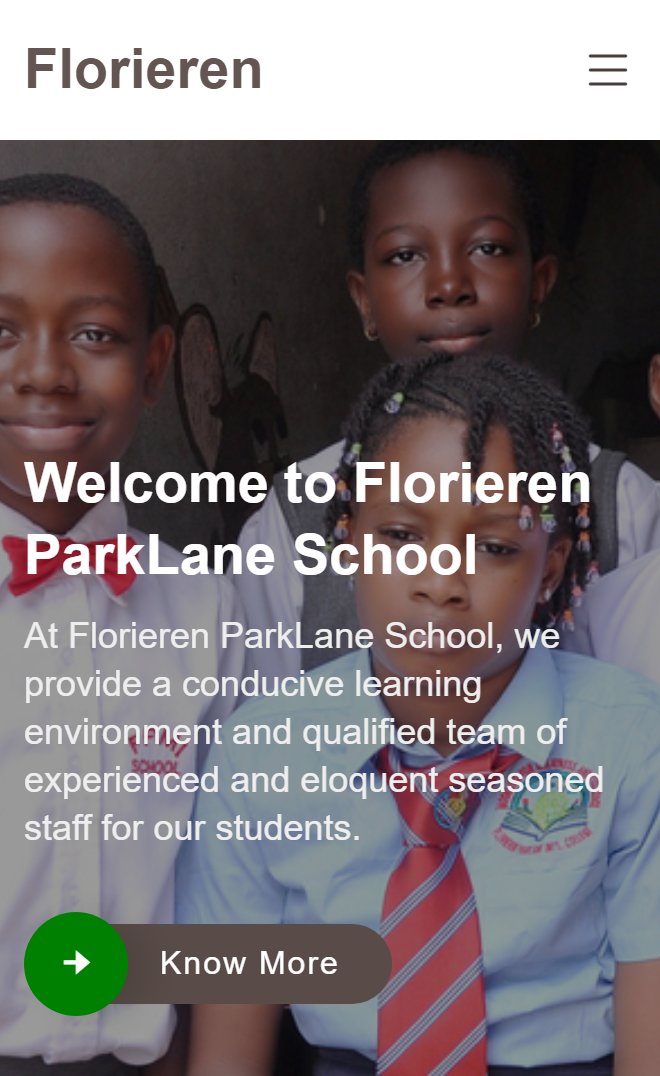 Florieren
Welcome to Florieren
ParkLane School
At Florieren ParkLane School, we
provide a conducive learning
environment and qualified team of
experienced and eloquent seasoned
staff for our students.
SCHOOL
Know More